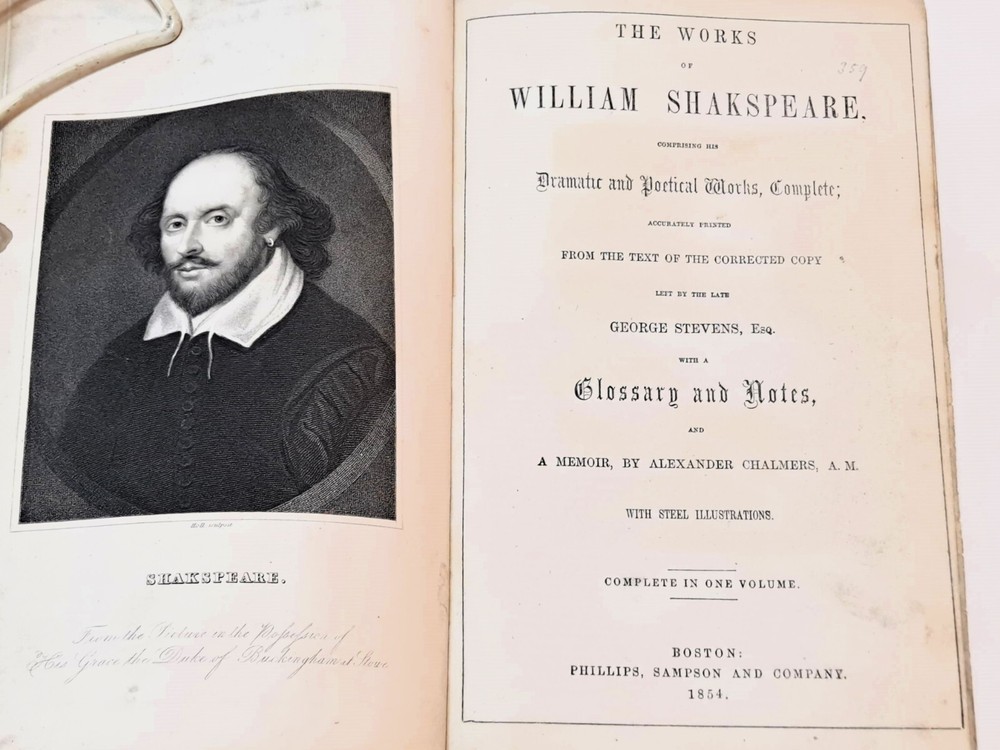 Holl sculpsit
SHAKSPEARE.
From the Picture in the Possession of
His Grace the Duke of Buckingham at Stowe
THE WORKS
OF
359
WILLIAM SHAKSPEARE,
COMPRISING HIS
Dramatic and Poetical Works, Complete;
ACCURATELY PRINTED
FROM THE TEXT OF THE CORRECTED COPY
LEFT BY THE LATE
GEORGE STEVENS, Esq.
WITH A
Glossary and Notes,
AND
A MEMOIR, BY ALEXANDER CHALMERS, A. M.
WITH STEEL ILLUSTRATIONS.
COMPLETE IN ONE VOLUME.
BOSTON:
PHILLIPS, SAMPSON AND COMPANY.
1854.